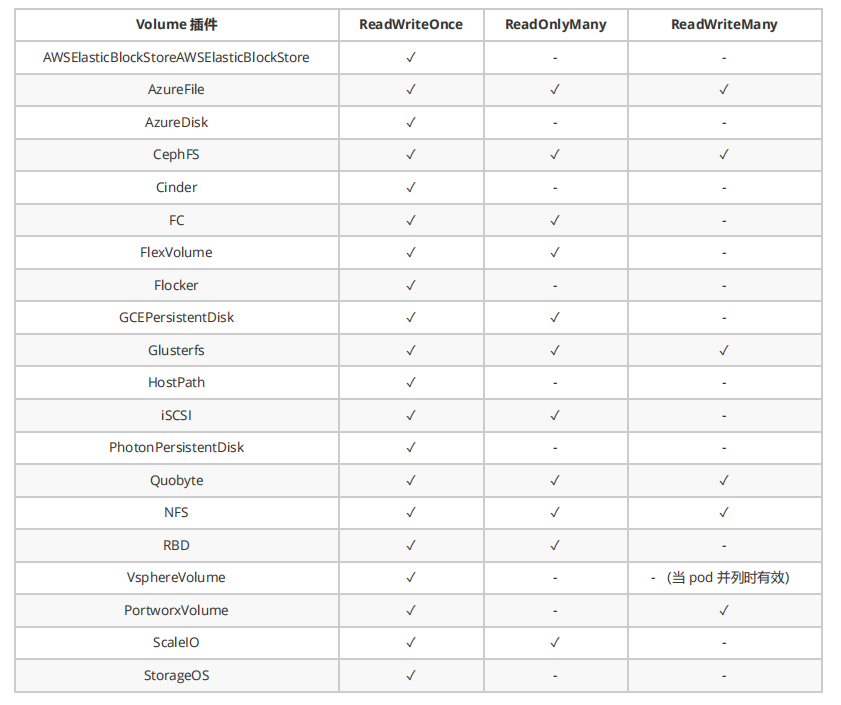 Volume 插件 ReadWriteOnce ReadOnlyMany ReadWriteMany
AWSElasticBlockStoreAWSElasticBlockStore ✓ - -
AzureFile ✓ ✓ ✓
AzureDisk ✓ - -
CephFS ✓ ✓ ✓
Cinder ✓ - -
FC ✓ ✓ -
FlexVolume ✓ ✓ -
Flocker ✓ - -
GCEPersistentDisk ✓ ✓ -
Glusterfs ✓ ✓ ✓
HostPath ✓ - -
iSCSI ✓ ✓ -
PhotonPersistentDisk ✓ - -
Quobyte ✓ ✓ ✓
NFS ✓ ✓ ✓
RBD ✓ ✓ -
VsphereVolume ✓ - - (当 pod 并列时有效)
PortworxVolume ✓ - ✓
ScaleIO ✓ ✓ -
StorageOS ✓ - -